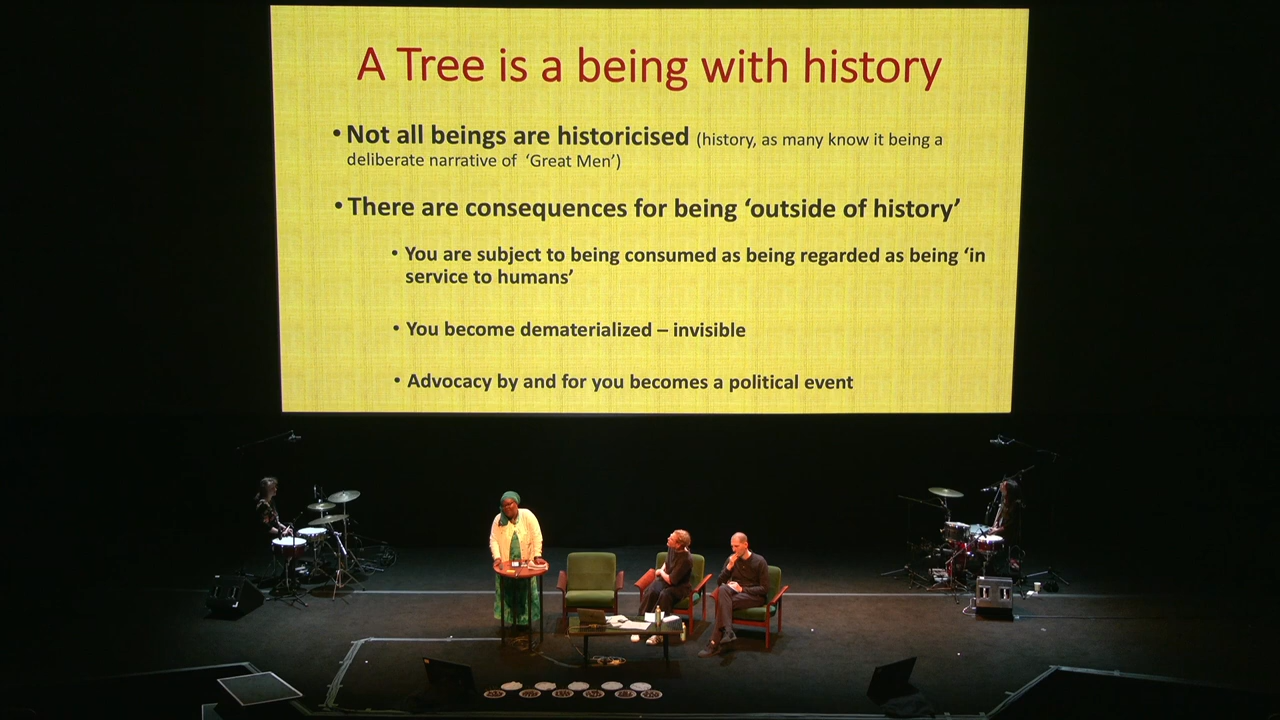 A Tree is a being with history
• Not all beings are historicised (history, as many know it being a
deliberate narrative of 'Great Men')
• There are consequences for being 'outside of history'
• You are subject to being consumed as being regarded as being 'in
service to humans'
• You become dematerialized – invisible
• Advocacy by and for you becomes a political event